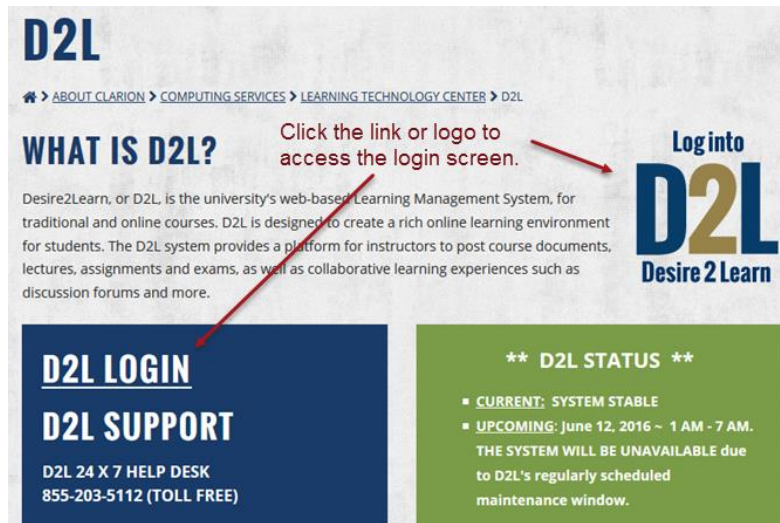 D2L
> ABOUT CLARION > COMPUTING SERVICES > LEARNING TECHNOLOGY CENTER > D2L
WHAT IS D2L?
Click the link or logo to
access the login screen.
Log into
D2L
Desire 2 Learn
Desire2Learn, or D2L, is the university's web-based Learning Management System, for
traditional and online courses. D2L is designed to create a rich online learning environment
for students. The D2L system provides a platform for instructors to post course documents,
lectures, assignments and exams, as well as collaborative learning experiences such as
discussion forums and more.
D2L LOGIN
D2L SUPPORT
D2L 24 X 7 HELP DESK
855-203-5112 (TOLL FREE)
** D2L STATUS **
▪ CURRENT: SYSTEM STABLE
▪ UPCOMING: June 12, 2016 ~ 1 AM - 7 AM.
THE SYSTEM WILL BE UNAVAILABLE due
to D2L's regularly scheduled
maintenance window.